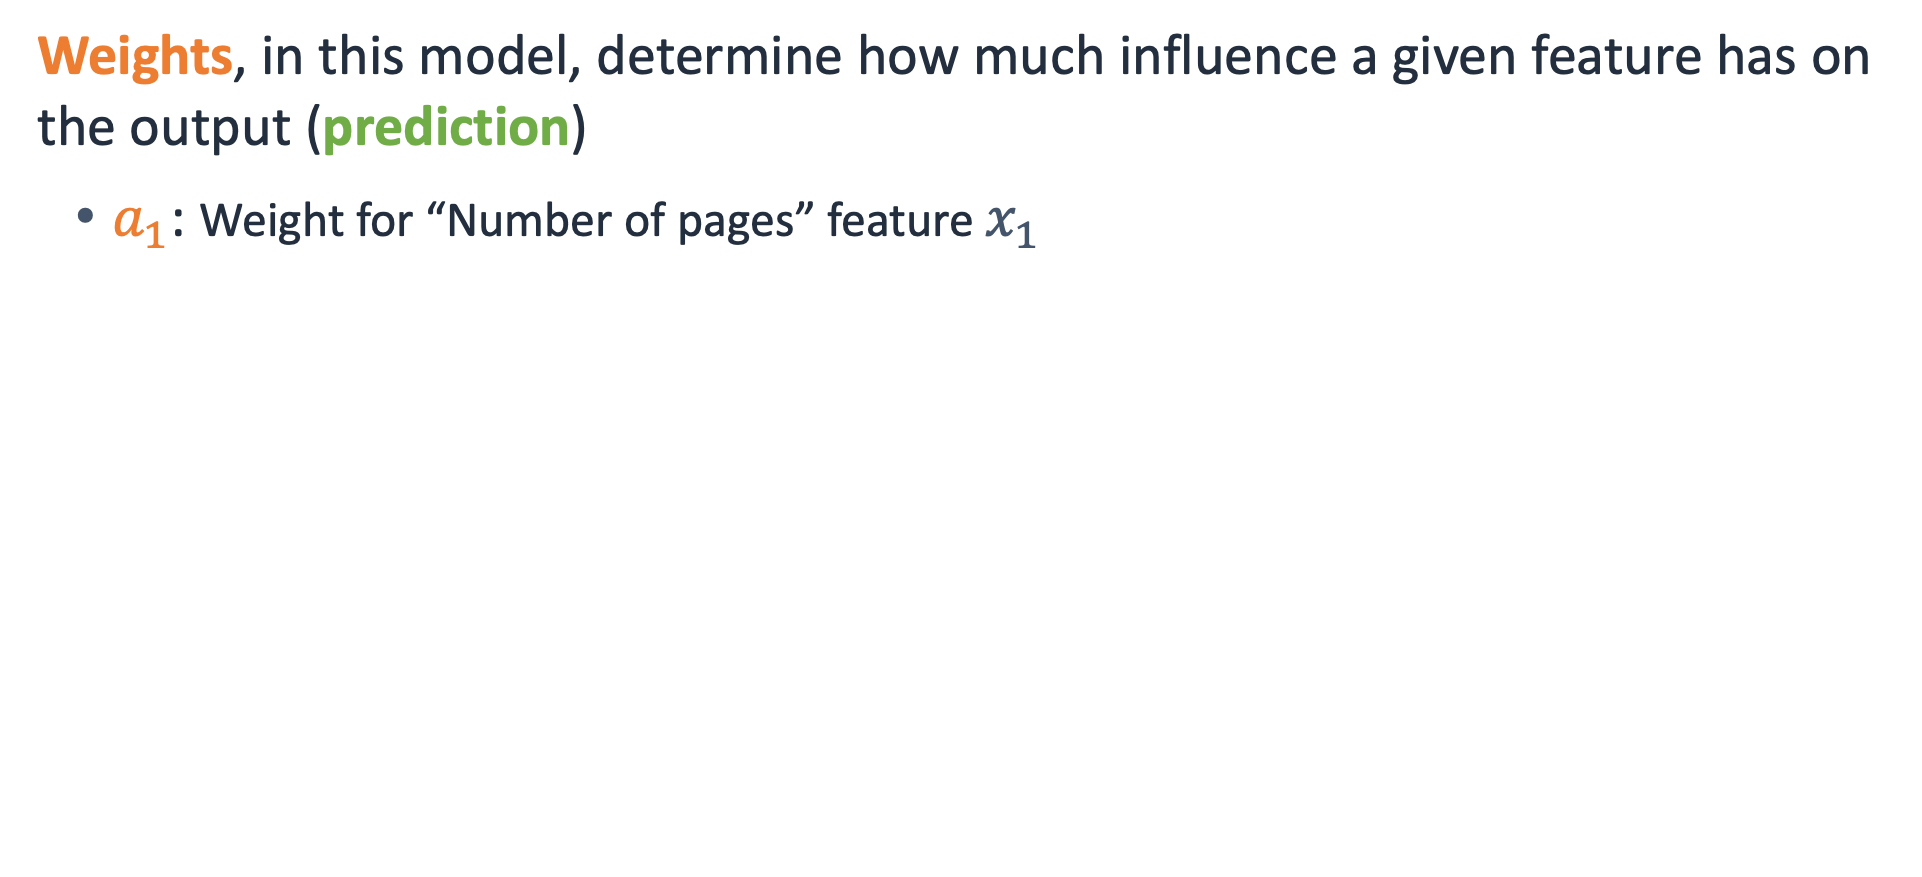 Weights, in this model, determine how much influence a given feature has on
the output (prediction)
• a₁: Weight for “Number of pages” feature x₁